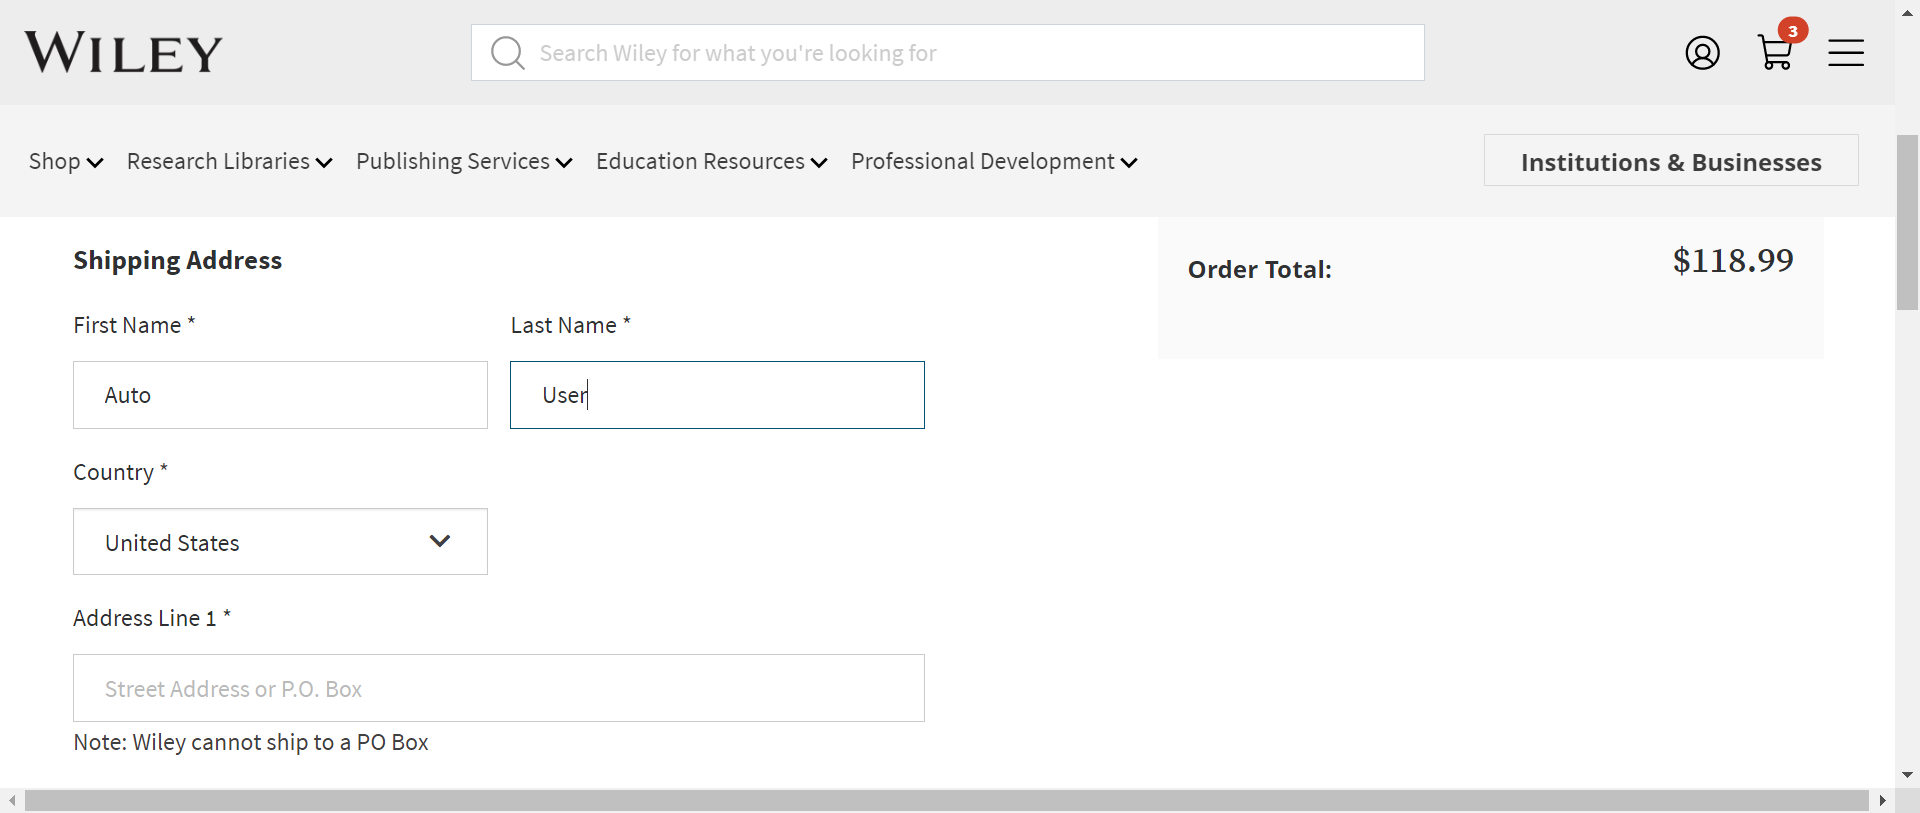 WILEY
Search Wiley for what you're looking for
3
Shop
Research Libraries
Publishing Services
Education Resources
Professional Development
Institutions & Businesses
Shipping Address
Order Total:
$118.99
First Name *
Last Name *
Auto
User
Country *
United States
Address Line 1 *
Street Address or P.O. Box
Note: Wiley cannot ship to a PO Box